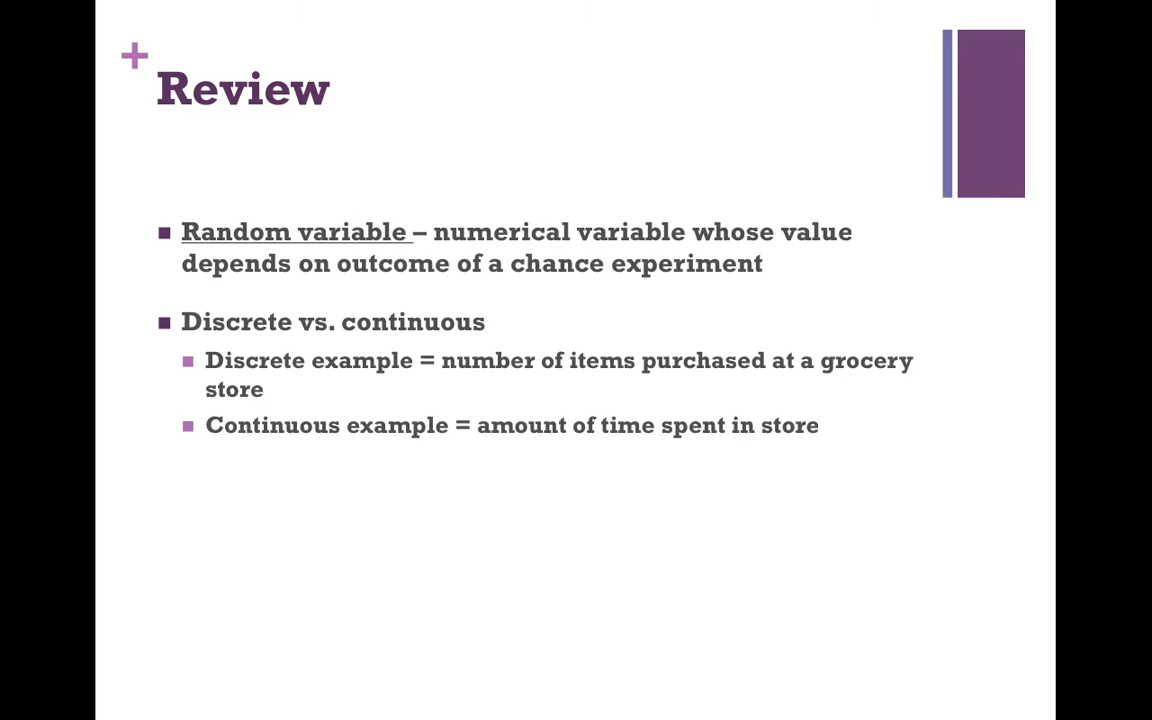 +
Review
Random variable – numerical variable whose value
depends on outcome of a chance experiment
Discrete vs. continuous
Discrete example = number of items purchased at a grocery
store
Continuous example = amount of time spent in store